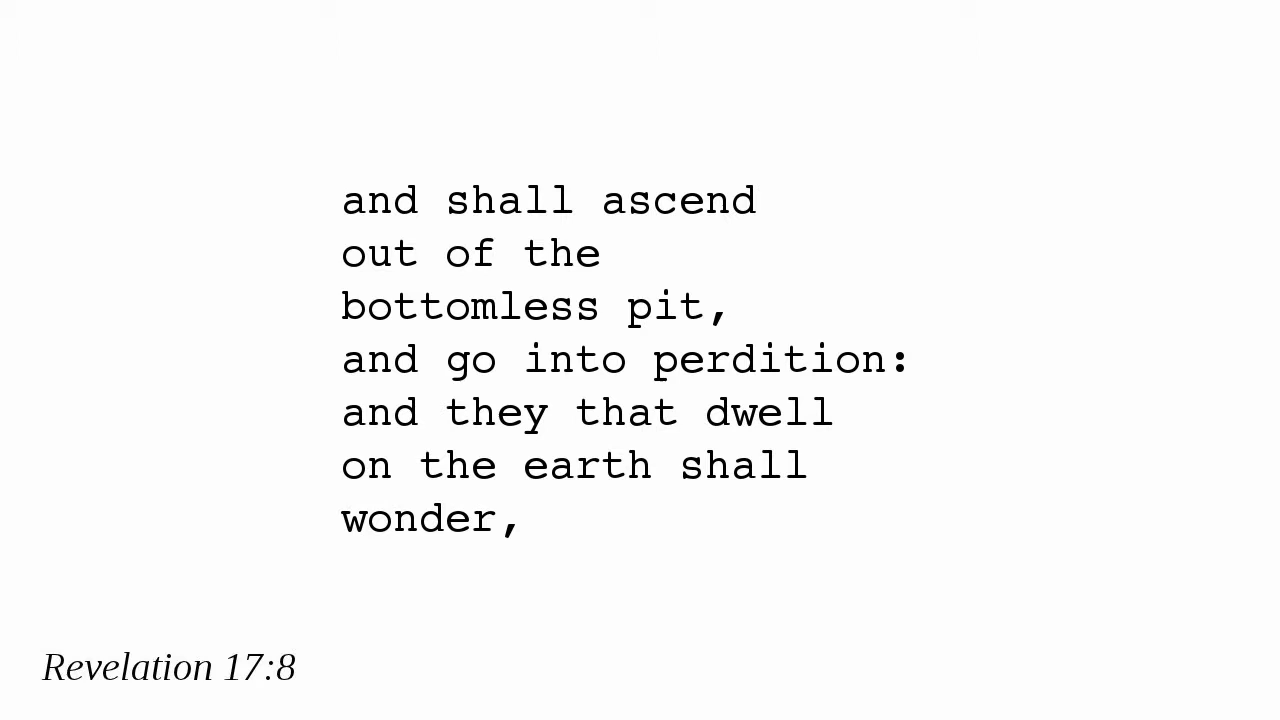 and shall ascend
out of the
bottomless pit,
and go into perdition:
and they that dwell
on the earth shall
wonder,
Revelation 17:8